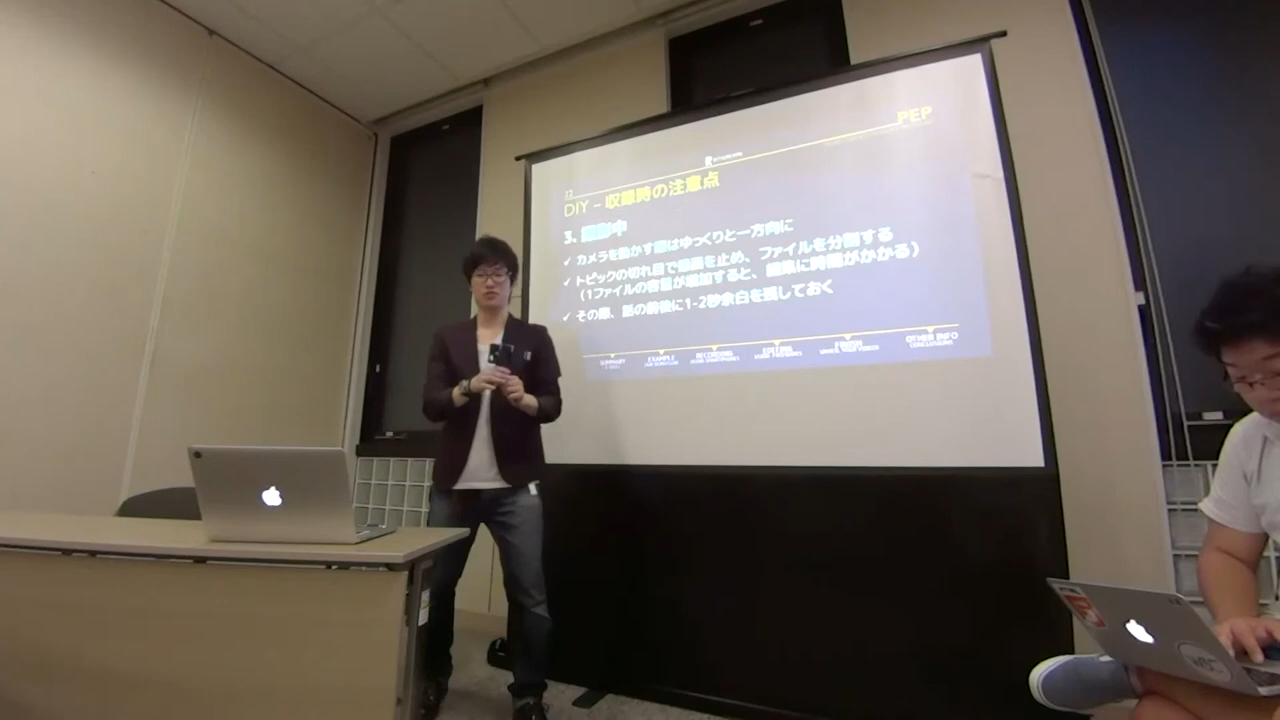 PEP
12
DIY – 収録時の注意点
3. 撮影中
✓ カメラを動かす際はゆっくりと一方向に
✓ トピックの切れ目で録画を止め、ファイルを分割する
（1ファイルの容量が増加すると、編集に時間がかかる）
✓ その際、話の前後に1-2秒余白を残しておく
SUMMARY
EXAMPLE
RECORDING
EDITING
FINISH
OTHER INFO
CONCLUSIONS